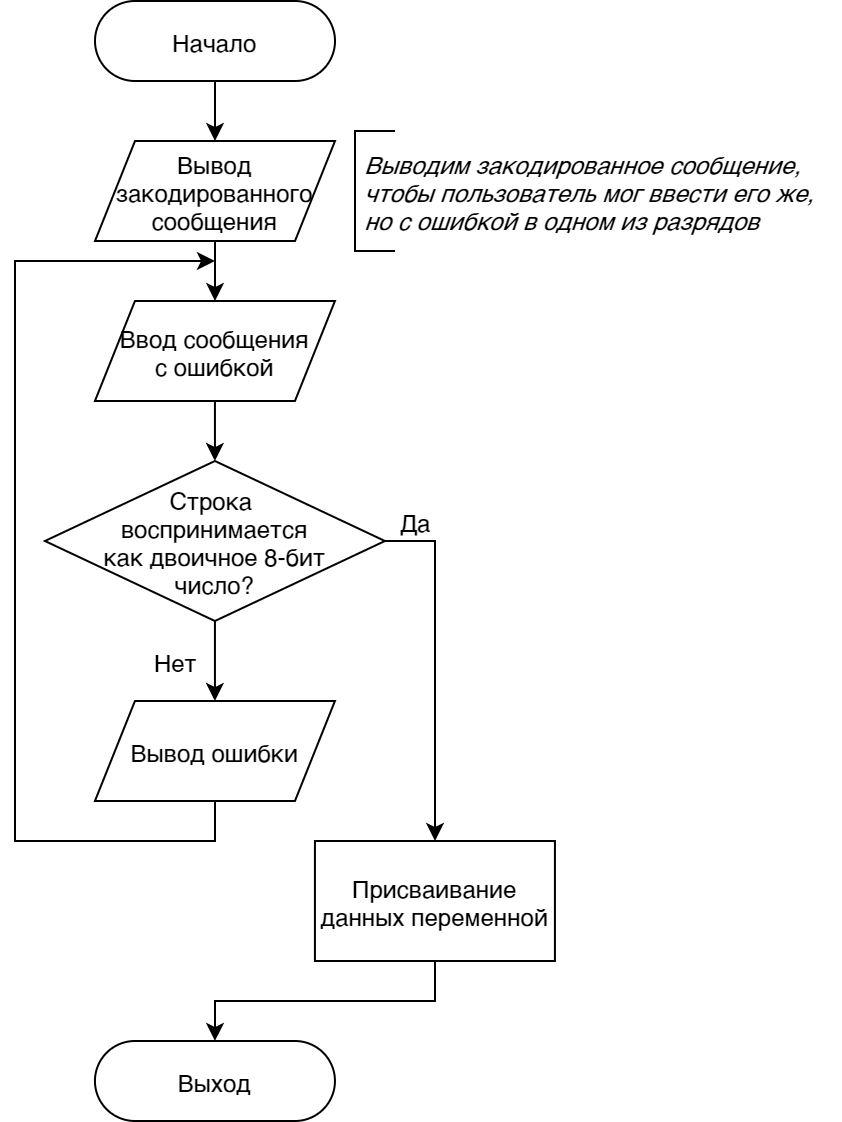 Начало
Вывод
закодированного
сообщения
Выводим закодированное сообщение,
чтобы пользователь мог ввести его же,
но с ошибкой в одном из разрядов
Ввод сообщения
с ошибкой
Строка
воспринимается
как двоичное 8-бит
число?
Да
Нет
Вывод ошибки
Присваивание
данных переменной
Выход